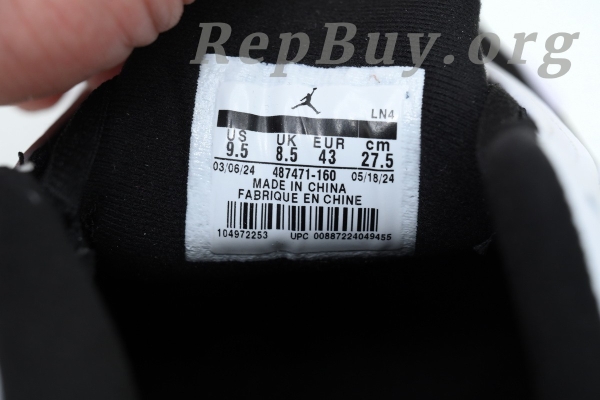 RepBuy.org
LN4
US UK EUR cm
9.5 8.5 43 27.5
03/06/24 487471-160 05/18/24
MADE IN CHINA
FABRIQUE EN CHINE
104972253 UPC 00887224049455